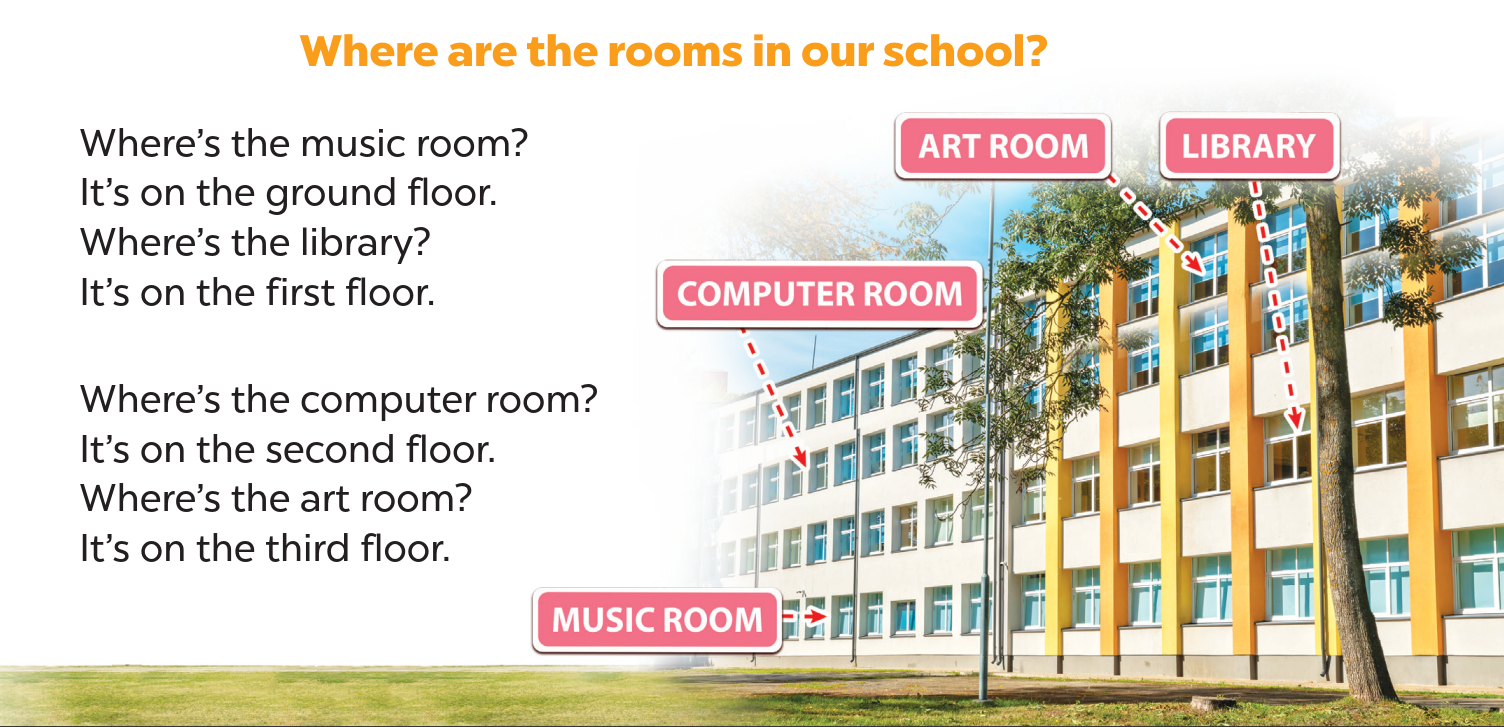 Where are the rooms in our school?
Where’s the music room?
It’s on the ground floor.
Where’s the library?
It’s on the first floor.
Where’s the computer room?
It’s on the second floor.
Where’s the art room?
It’s on the third floor.
ART ROOM
LIBRARY
COMPUTER ROOM
MUSIC ROOM